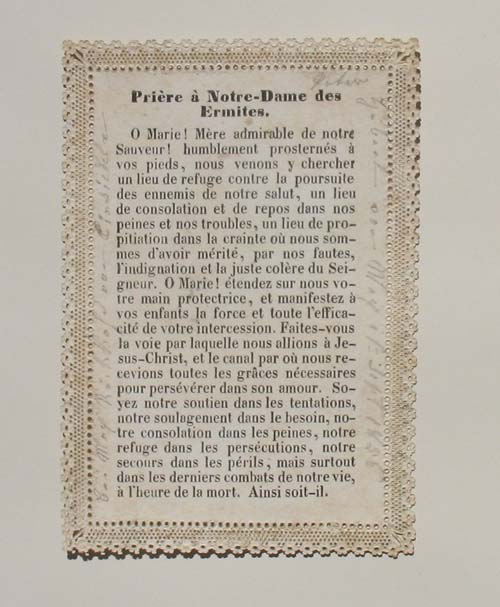 Prière à Notre-Dame des
Ermites.
O Marie! Mère admirable de notre
Sauveur! humblement prosternés à
vos pieds, nous venons y chercher
un lieu de refuge contre la poursuite
des ennemis de notre salut, un lieu
de consolation et de repos dans nos
peines et nos troubles, un lieu de pro-
pitiation dans la crainte où nous som-
mes d'avoir mérité, par nos fautes,
l'indignation et la juste colère du Sei-
gneur. O Marie! étendez sur nous vo-
tre main protectrice, et manifestez à
vos enfants la force et toute l'effica-
cité de votre intercession. Faites-vous
la voie par laquelle nous allions à Je-
sus-Christ, et le canal par où nous re-
cevions toutes les grâces nécessaires
pour persévérer dans son amour. So-
yez notre soutien dans les tentations,
notre soulagement dans le besoin, no-
tre consolation dans les peines, notre
refuge dans les persécutions, notre
secours dans les périls, mais surtout
dans les derniers combats de notre vie,
à l'heure de la mort. Ainsi soit-il.